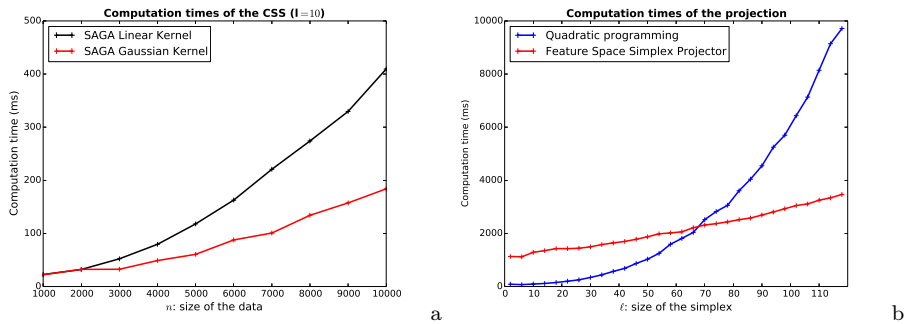 Computation times of the CSS (l=10)
SAGA Linear Kernel
SAGA Gaussian Kernel
Computation time (ms)
500
400
300
200
100
0
1000 2000 3000 4000 5000 6000 7000 8000 9000 10000
n: size of the data
a
Computation times of the projection
Quadratic programming
Feature Space Simplex Projector
Computation time (ms)
10000
8000
6000
4000
2000
0
0 10 20 30 40 50 60 70 80 90 100 110
ℓ: size of the simplex
b